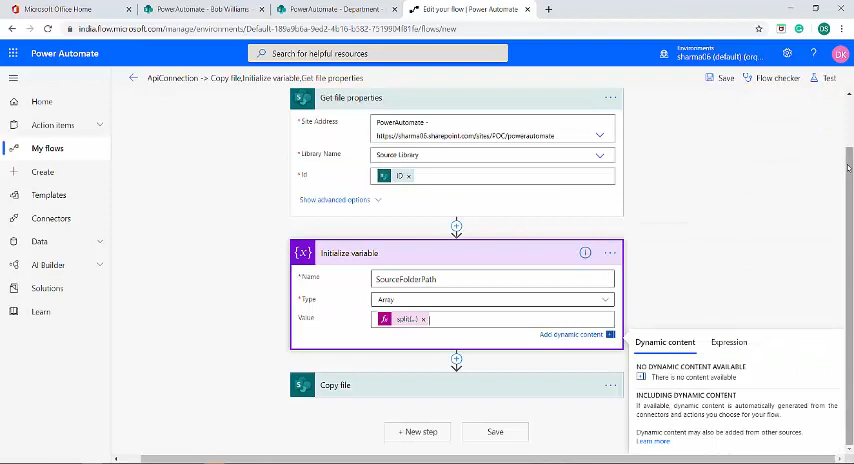 Microsoft Office Home
PowerAutomate - Bob Williams -
PowerAutomate - Department -
Edit your flow | Power Automate
india.flow.microsoft.com/manage/environments/Default-189a9b6a-9ed2-4b16-b582-7519904f81fe/flows/new
DS
Power Automate
Search for helpful resources
Environments
sharma06 (default) (org...
DK
ApiConnection -> Copy file,Initialize variable,Get file properties
Save
Flow checker
Test
Home
Action items
My flows
Create
Templates
Connectors
Data
AI Builder
Solutions
Learn
Get file properties
* Site Address
PowerAutomate -
https://sharma06.sharepoint.com/sites/POC/powerautomate
* Library Name
Source Library
* Id
ID ×
Show advanced options
{x}
Initialize variable
* Name
SourceFolderPath
* Type
Array
Value
fx split(...) ×
Add dynamic content
Copy file
+ New step
Save
Dynamic content
Expression
NO DYNAMIC CONTENT AVAILABLE
There is no content available
INCLUDING DYNAMIC CONTENT
If available, dynamic content is automatically generated from the
connectors and actions you choose for your flow.
Dynamic content may also be added from other sources.
Learn more.